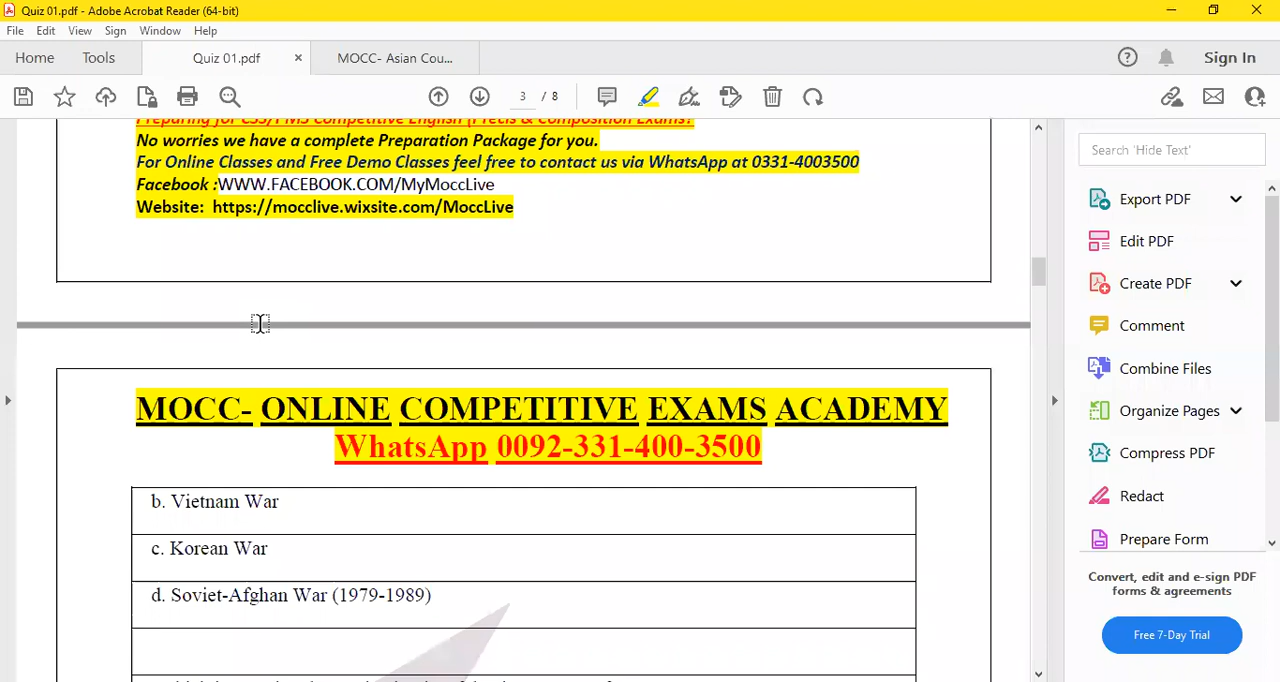 Quiz 01.pdf - Adobe Acrobat Reader (64-bit)
File Edit View Sign Window Help
Home Tools Quiz 01.pdf × MOCC- Asian Cou... Sign In
3 / 8
Preparing for CSS/PMS Competitive English (Precis & Composition Exams?
No worries we have a complete Preparation Package for you.
For Online Classes and Free Demo Classes feel free to contact us via WhatsApp at 0331-4003500
Facebook :WWW.FACEBOOK.COM/MyMoccLive
Website: https://mocclive.wixsite.com/MoccLive
MOCC- ONLINE COMPETITIVE EXAMS ACADEMY
WhatsApp 0092-331-400-3500
b. Vietnam War
c. Korean War
d. Soviet-Afghan War (1979-1989)
Search 'Hide Text'
Export PDF
Edit PDF
Create PDF
Comment
Combine Files
Organize Pages
Compress PDF
Redact
Prepare Form
Convert, edit and e-sign PDF
forms & agreements
Free 7-Day Trial